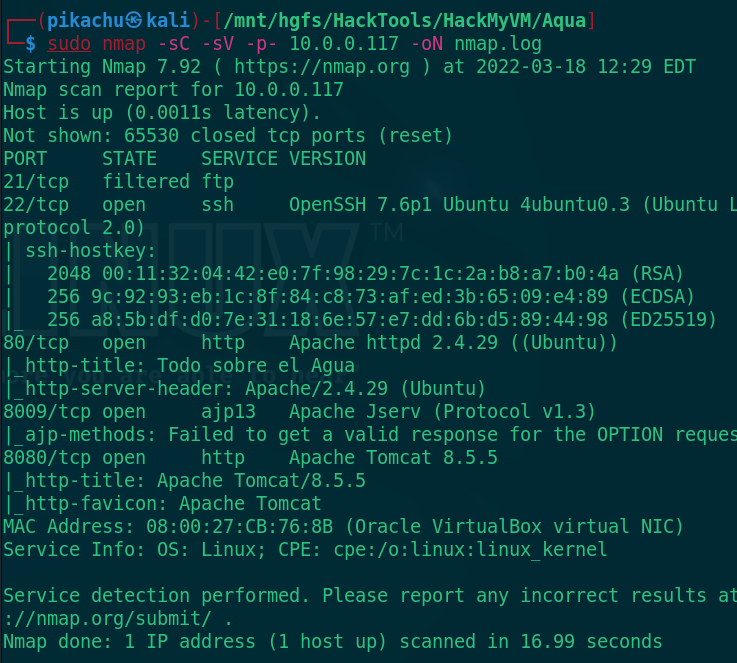 ┌──(pikachu㉿kali)-[/mnt/hgfs/HackTools/HackMyVM/Aqua]
└─$ sudo nmap -sC -sV -p- 10.0.0.117 -oN nmap.log
Starting Nmap 7.92 ( https://nmap.org ) at 2022-03-18 12:29 EDT
Nmap scan report for 10.0.0.117
Host is up (0.0011s latency).
Not shown: 65530 closed tcp ports (reset)
PORT     STATE    SERVICE VERSION
21/tcp   filtered ftp
22/tcp   open     ssh     OpenSSH 7.6p1 Ubuntu 4ubuntu0.3 (Ubuntu L
protocol 2.0)
| ssh-hostkey:
|   2048 00:11:32:04:42:e0:7f:98:29:7c:1c:2a:b8:a7:b0:4a (RSA)
|   256 9c:92:93:eb:1c:8f:84:c8:73:af:ed:3b:65:09:e4:89 (ECDSA)
|_  256 a8:5b:df:d0:7e:31:18:6e:57:e7:dd:6b:d5:89:44:98 (ED25519)
80/tcp   open     http    Apache httpd 2.4.29 ((Ubuntu))
|_http-title: Todo sobre el Agua
|_http-server-header: Apache/2.4.29 (Ubuntu)
8009/tcp open     ajp13   Apache Jserv (Protocol v1.3)
|_ajp-methods: Failed to get a valid response for the OPTION reques
8080/tcp open     http    Apache Tomcat 8.5.5
|_http-title: Apache Tomcat/8.5.5
|_http-favicon: Apache Tomcat
MAC Address: 08:00:27:CB:76:8B (Oracle VirtualBox virtual NIC)
Service Info: OS: Linux; CPE: cpe:/o:linux:linux_kernel

Service detection performed. Please report any incorrect results at
://nmap.org/submit/ .
Nmap done: 1 IP address (1 host up) scanned in 16.99 seconds